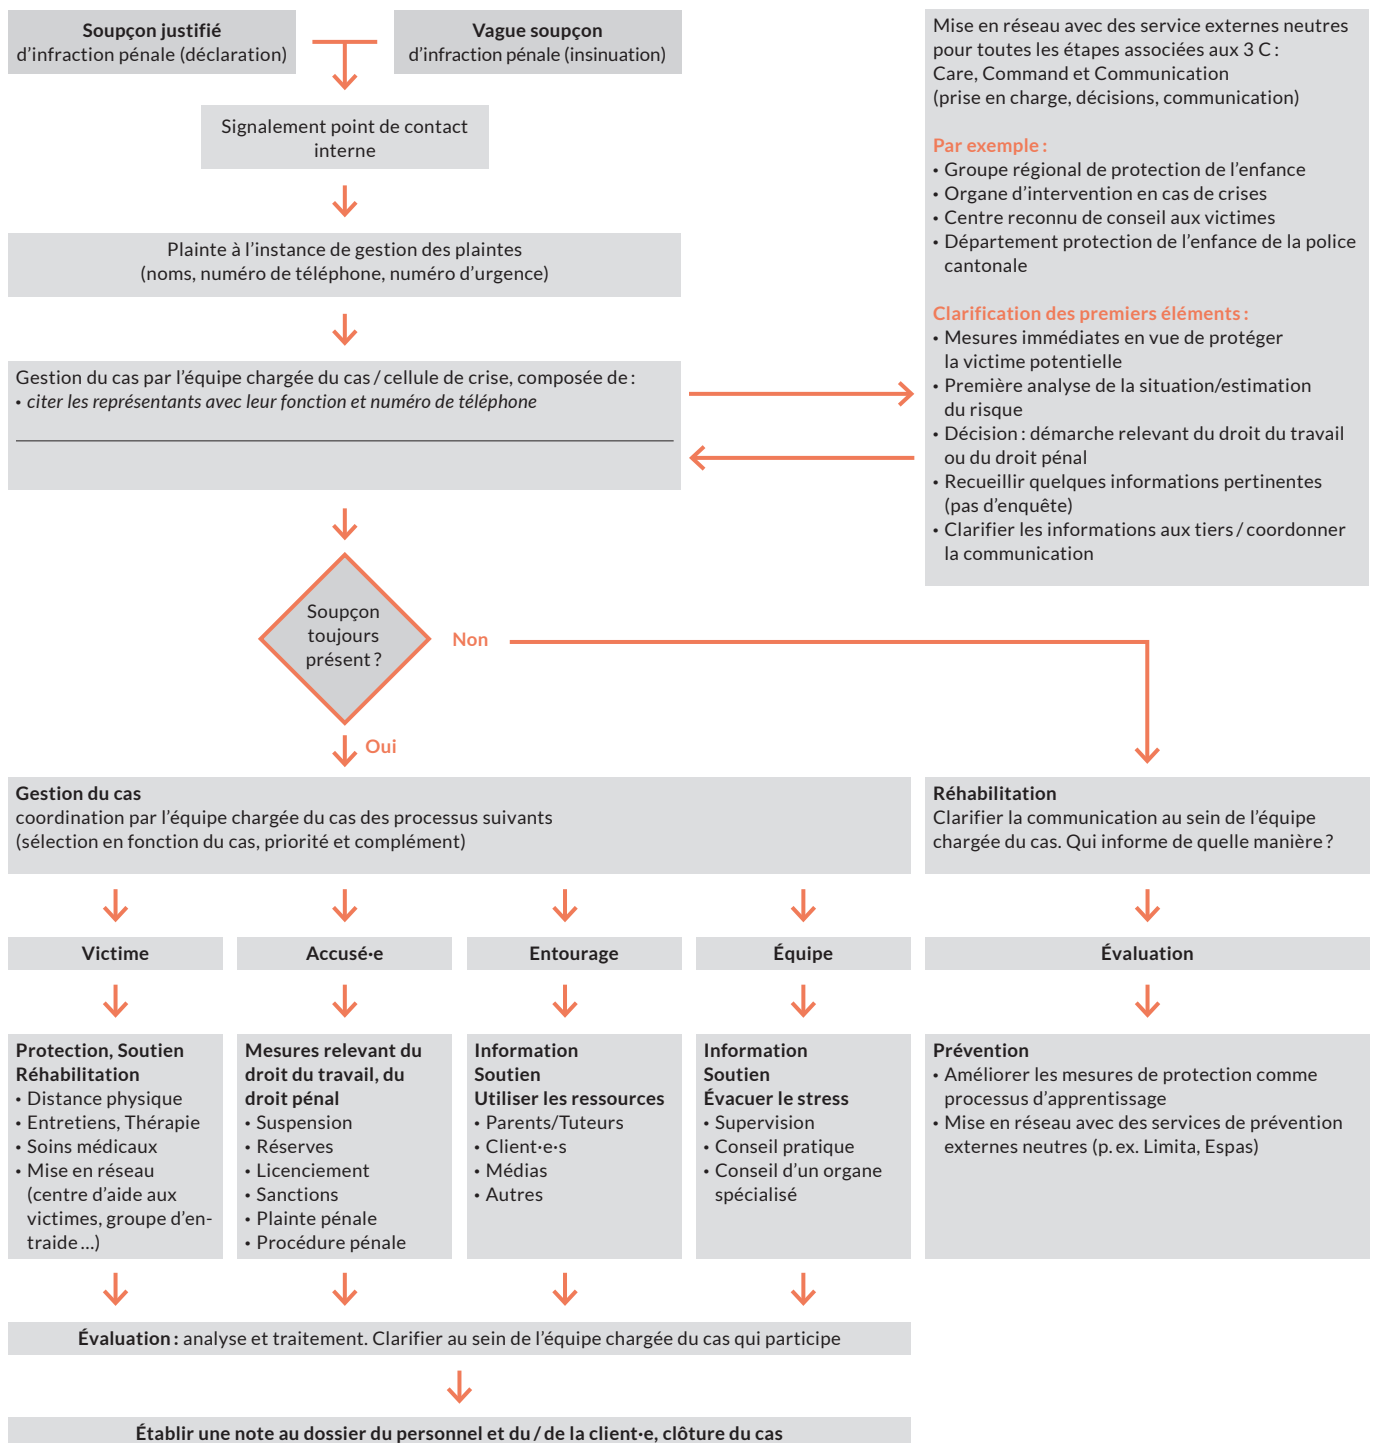 Soupçon justifié
d'infraction pénale (déclaration)
Vague soupçon
d'infraction pénale (insinuation)
Signalement point de contact
interne
Plainte à l'instance de gestion des plaintes
(noms, numéro de téléphone, numéro d'urgence)
Gestion du cas par l'équipe chargée du cas / cellule de crise, composée de :
• citer les représentants avec leur fonction et numéro de téléphone
Mise en réseau avec des service externes neutres
pour toutes les étapes associées aux 3 C :
Care, Command et Communication
(prise en charge, décisions, communication)
Par exemple :
• Groupe régional de protection de l'enfance
• Organe d'intervention en cas de crises
• Centre reconnu de conseil aux victimes
• Département protection de l'enfance de la police
cantonale
Clarification des premiers éléments :
• Mesures immédiates en vue de protéger
la victime potentielle
• Première analyse de la situation/estimation
du risque
• Décision : démarche relevant du droit du travail
ou du droit pénal
• Recueillir quelques informations pertinentes
(pas d'enquête)
• Clarifier les informations aux tiers / coordonner
la communication
Soupçon
toujours
présent ?
Non
Oui
Gestion du cas
coordination par l'équipe chargée du cas des processus suivants
(sélection en fonction du cas, priorité et complément)
Réhabilitation
Clarifier la communication au sein de l'équipe
chargée du cas. Qui informe de quelle manière ?
Victime
Accusé·e
Entourage
Équipe
Évaluation
Protection, Soutien
Réhabilitation
• Distance physique
• Entretiens, Thérapie
• Soins médicaux
• Mise en réseau
(centre d'aide aux
victimes, groupe d'en-
traide ...)
Mesures relevant du
droit du travail, du
droit pénal
• Suspension
• Réserves
• Licenciement
• Sanctions
• Plainte pénale
• Procédure pénale
Information
Soutien
Utiliser les ressources
• Parents/Tuteurs
• Client·e·s
• Médias
• Autres
Information
Soutien
Évacuer le stress
• Supervision
• Conseil pratique
• Conseil d'un organe
spécialisé
Prévention
• Améliorer les mesures de protection comme
processus d'apprentissage
• Mise en réseau avec des services de prévention
externes neutres (p. ex. Limita, Espas)
Évaluation : analyse et traitement. Clarifier au sein de l'équipe chargée du cas qui participe
Établir une note au dossier du personnel et du / de la client·e, clôture du cas